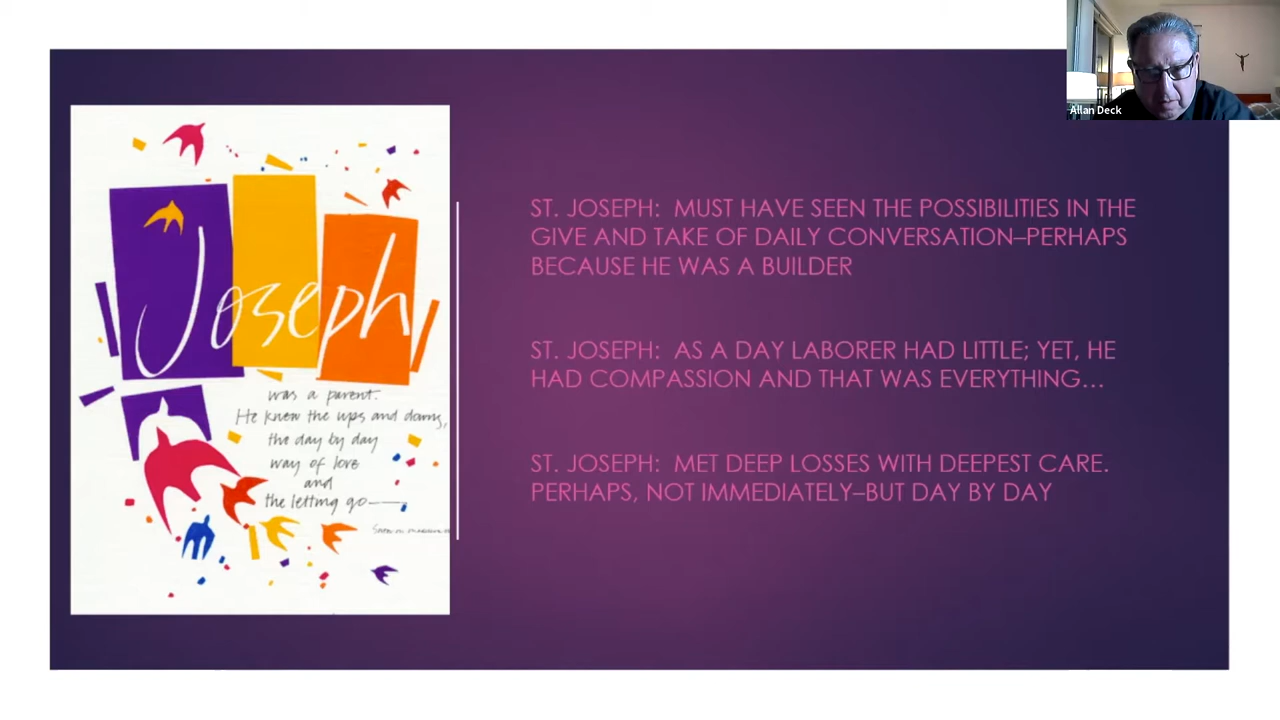 Allan Deck
Joseph
was a parent.
He knew the ups and downs,
the day by day
way of love
and
the letting go
ST. JOSEPH: MUST HAVE SEEN THE POSSIBILITIES IN THE
GIVE AND TAKE OF DAILY CONVERSATION–PERHAPS
BECAUSE HE WAS A BUILDER
ST. JOSEPH: AS A DAY LABORER HAD LITTLE; YET, HE
HAD COMPASSION AND THAT WAS EVERYTHING…
ST. JOSEPH: MET DEEP LOSSES WITH DEEPEST CARE.
PERHAPS, NOT IMMEDIATELY–BUT DAY BY DAY